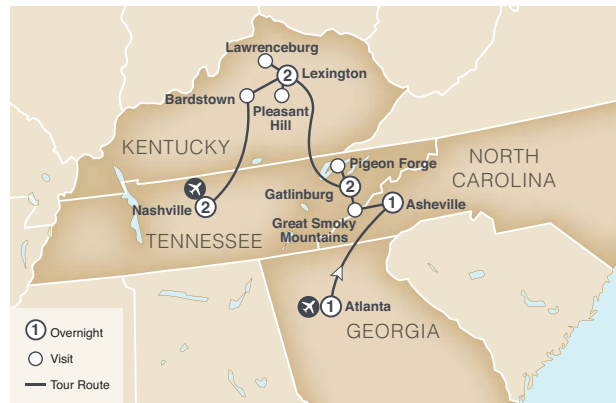 Lawrenceburg
2 Lexington
Bardstown
Pleasant
Hill
KENTUCKY
Pigeon Forge
NORTH
CAROLINA
Gatlinburg 2
1 Asheville
Nashville 2
Great Smoky
Mountains
TENNESSEE
1 Atlanta
GEORGIA
1 Overnight
Visit
Tour Route